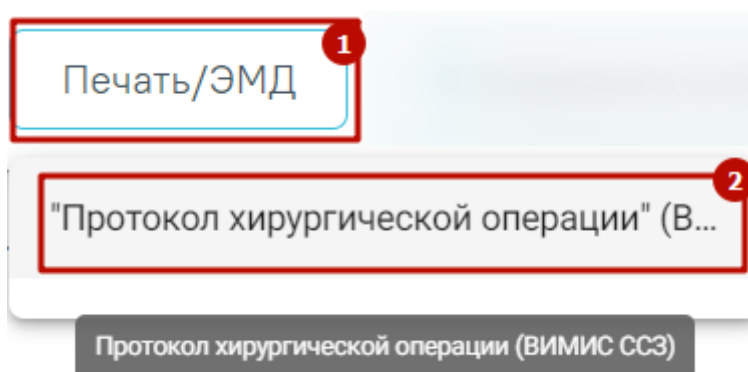 1
Печать/ЭМД
2
"Протокол хирургической операции" (В...
Протокол хирургической операции (ВИМИС ССЗ)